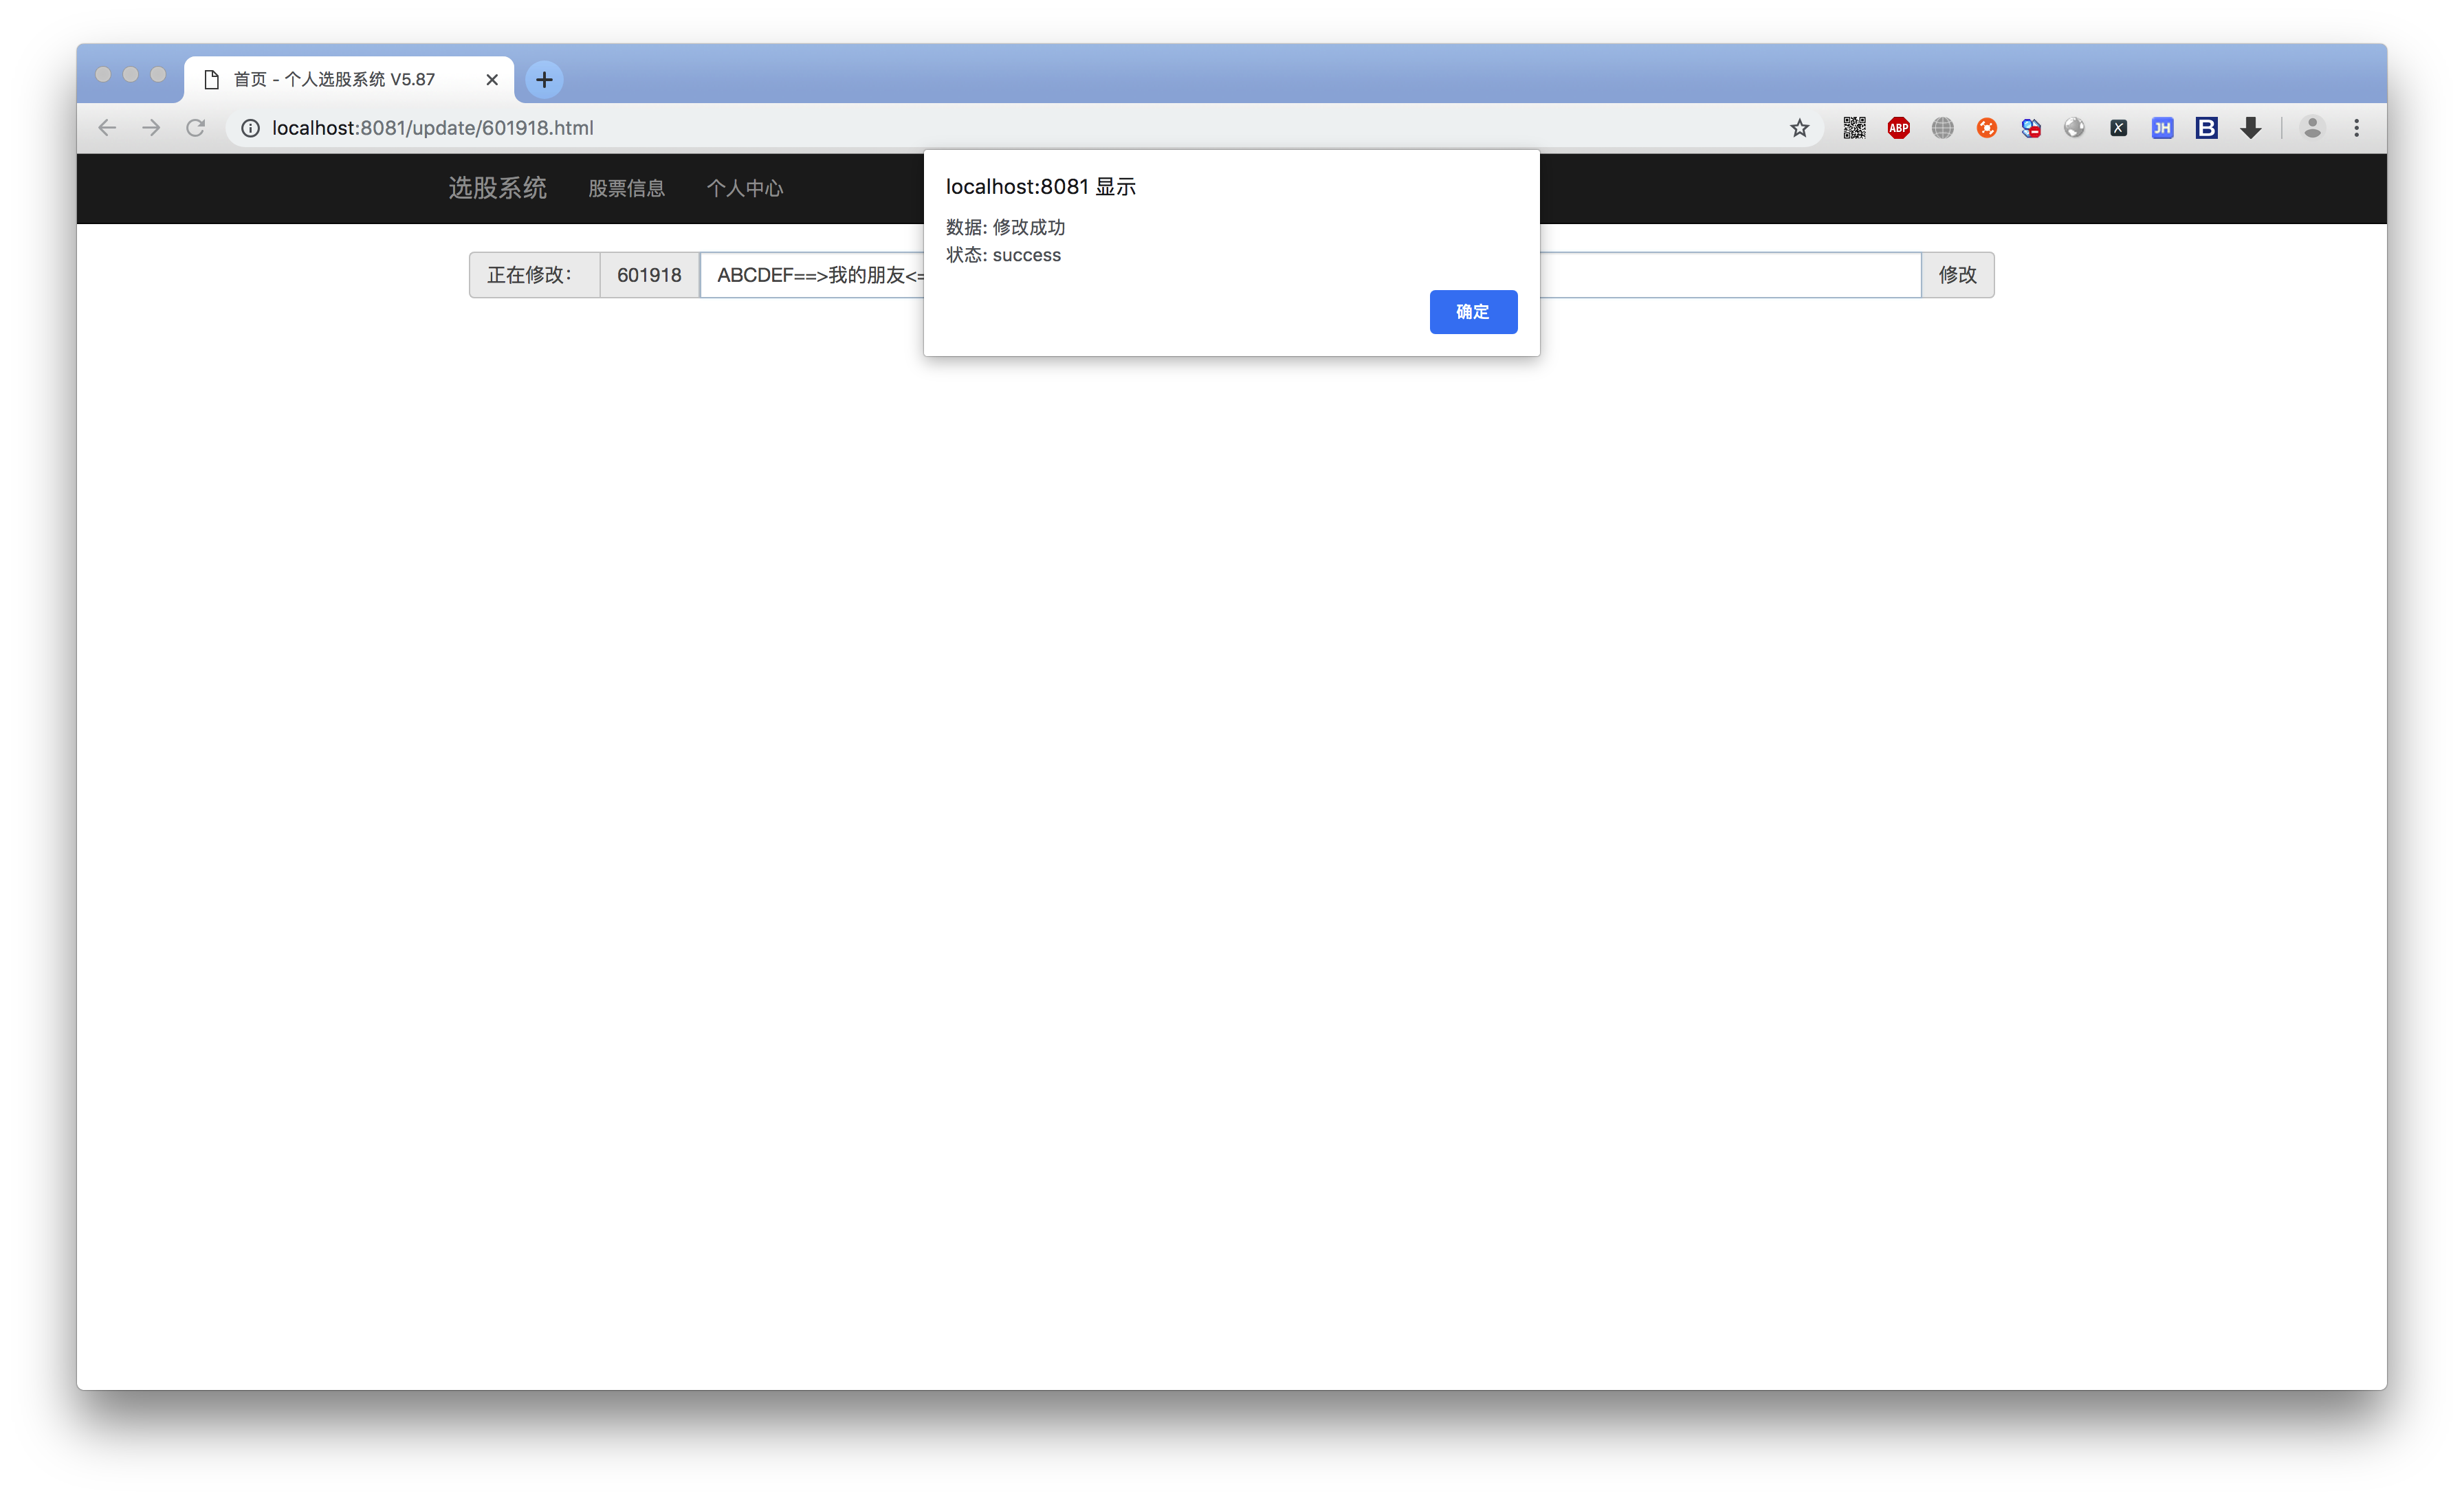 首页 - 个人选股系统 V5.87
localhost:8081/update/601918.html
ABP
JH
B
选股系统 股票信息 个人中心
localhost:8081 显示
数据: 修改成功
状态: success
确定
正在修改: 601918 ABCDEF==>我的朋友<= 修改